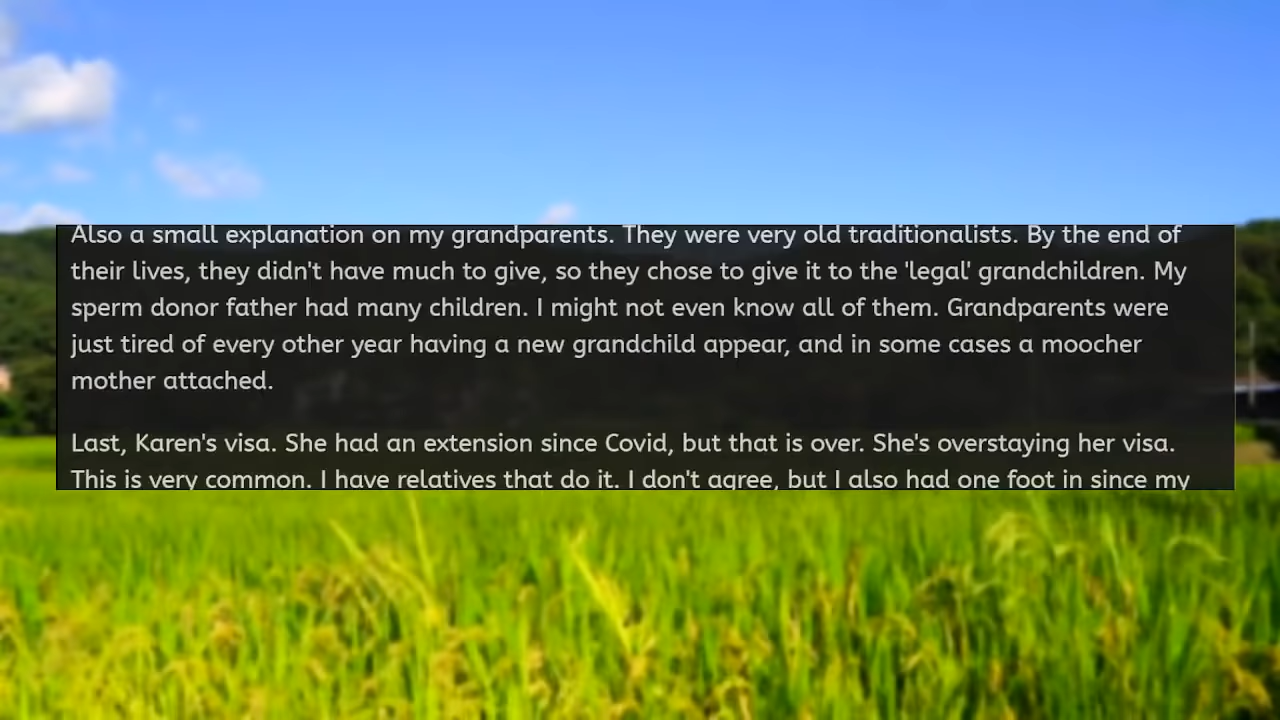 Also a small explanation on my grandparents. They were very old traditionalists. By the end of
their lives, they didn't have much to give, so they chose to give it to the 'legal' grandchildren. My
sperm donor father had many children. I might not even know all of them. Grandparents were
just tired of every other year having a new grandchild appear, and in some cases a moocher
mother attached.
Last, Karen's visa. She had an extension since Covid, but that is over. She's overstaying her visa.
This is very common. I have relatives that do it. I don't agree, but I also had one foot in since my